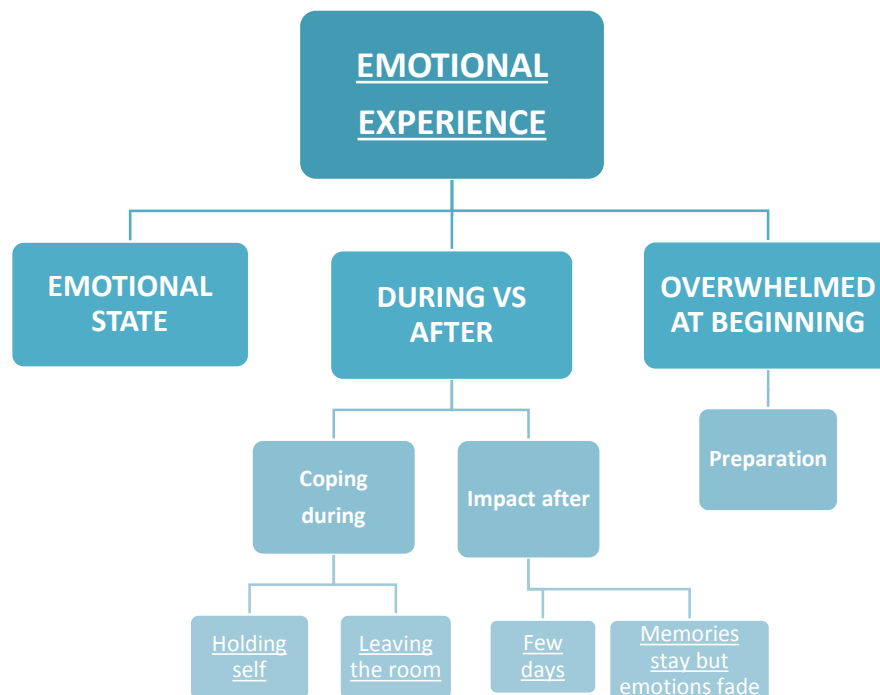 EMOTIONAL
EXPERIENCE
EMOTIONAL
STATE
DURING VS
AFTER
OVERWHELMED
AT BEGINNING
Coping
during
Impact after
Preparation
Holding
self
Leaving
the room
Few
days
Memories
stay but
emotions fade